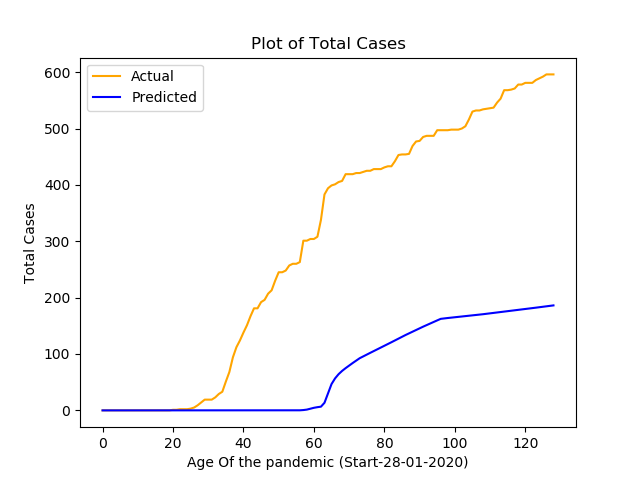 Plot of Total Cases
Actual
Predicted
600
500
400
300
200
100
0
Total Cases
0 20 40 60 80 100 120
Age Of the pandemic (Start-28-01-2020)